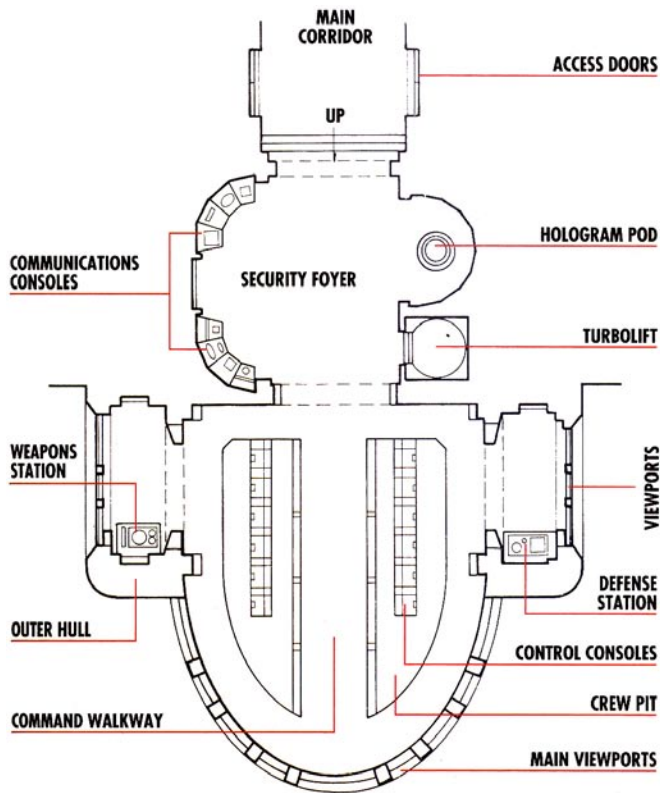 MAIN
CORRIDOR
ACCESS DOORS
UP
HOLOGRAM POD
COMMUNICATIONS
CONSOLES
SECURITY FOYER
TURBOLIFT
WEAPONS
STATION
VIEWPORTS
DEFENSE
STATION
OUTER HULL
CONTROL CONSOLES
CREW PIT
COMMAND WALKWAY
MAIN VIEWPORTS